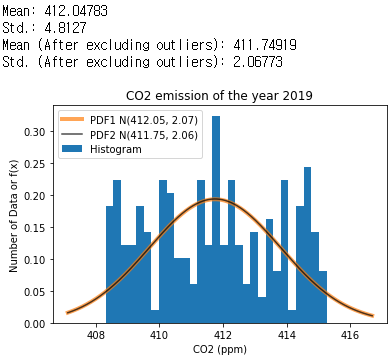 Mean: 412.04783
Std.: 4.8127
Mean (After excluding outliers): 411.74919
Std. (After excluding outliers): 2.06773
CO2 emission of the year 2019
PDF1 N(412.05, 2.07)
PDF2 N(411.75, 2.06)
Histogram
Number of Data or f(x)
0.30
0.25
0.20
0.15
0.10
0.05
0.00
408 410 412 414 416
CO2 (ppm)